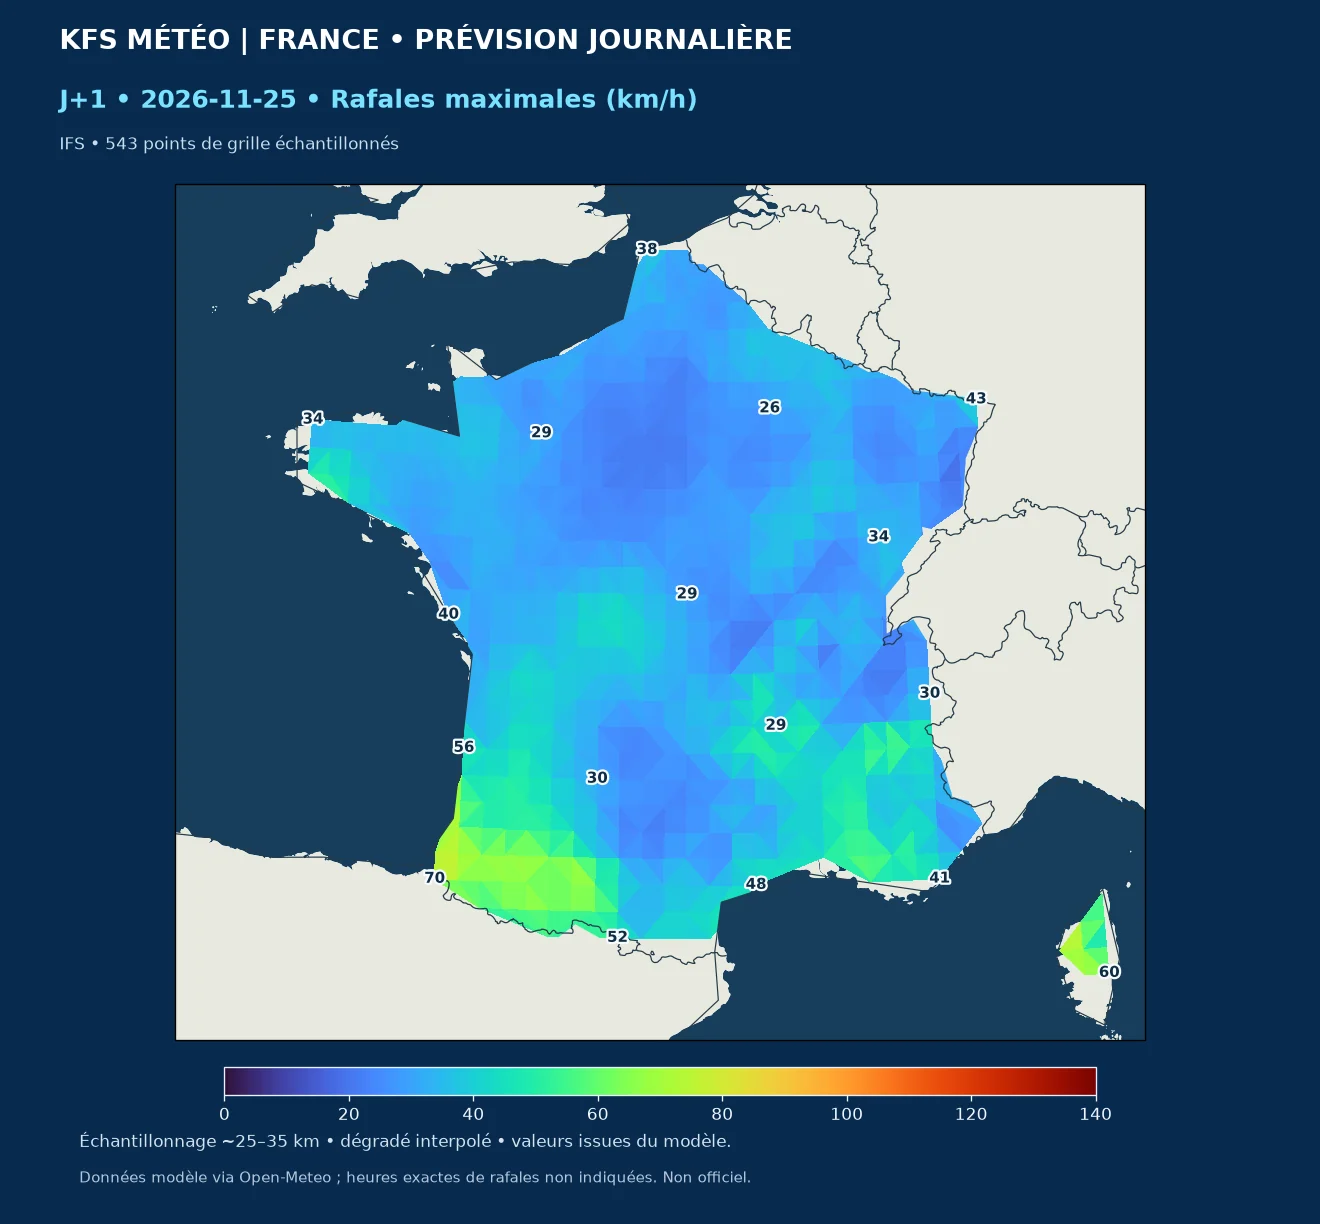 KFS MÉTÉO | FRANCE • PRÉVISION JOURNALIÈRE
J+1 • 2026-11-25 • Rafales maximales (km/h)
IFS • 543 points de grille échantillonnés
38
43
26
34
29
34
29
40
30
29
56
30
70
48
41
52
60
0 20 40 60 80 100 120 140
Échantillonnage ~25–35 km • dégradé interpolé • valeurs issues du modèle.
Données modèle via Open-Meteo ; heures exactes de rafales non indiquées. Non officiel.